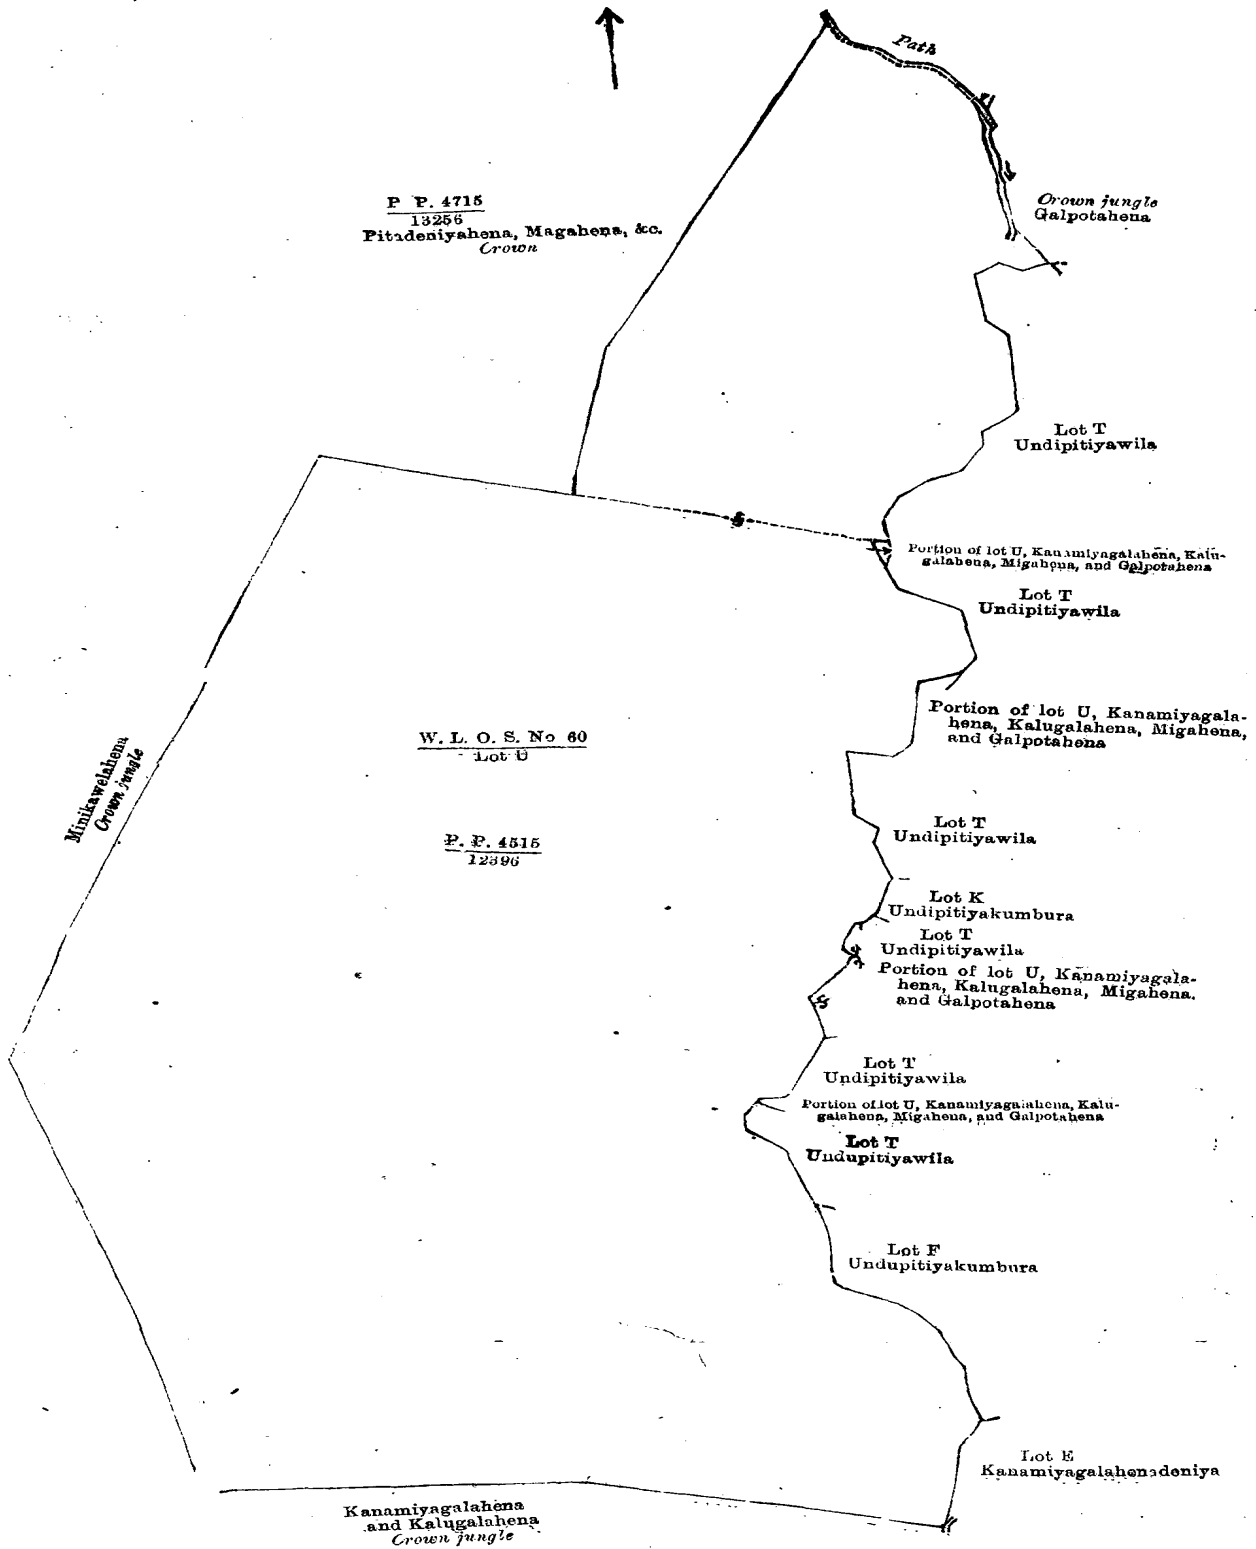 Path
P P. 4715
13256
Pitadeniyahena, Magahena, &c.
Crown
Crown jungle
Galpotahena
Lot T
Undipitiyawila
Portion of lot U, Kanamiyagalahena, Kalu-
galahena, Migahena, and Galpotahena
Lot T
Undipitiyawila
Portion of lot U, Kanamiyagala-
hena, Kalugalahena, Migahena,
and Galpotahena
W. L. O. S. No 60
Lot U
Minikawelahena
Crown jungle
P. P. 4515
12396
Lot T
Undipitiyawila
Lot K
Undipitiyakumbura
Lot T
Undipitiyawila
Portion of lot U, Kanamiyagala-
hena, Kalugalahena, Migahena,
and Galpotahena
Lot T
Undipitiyawila
Portion of lot U, Kanamiyagalahena, Kalu-
galahena, Migahena, and Galpotahena
Lot T
Undupitiyawila
Lot F
Undupitiyakumbura
Lot E
Kanamiyagalahenadeniya
Kanamiyagalahena
and Kalugalahena
Crown jungle